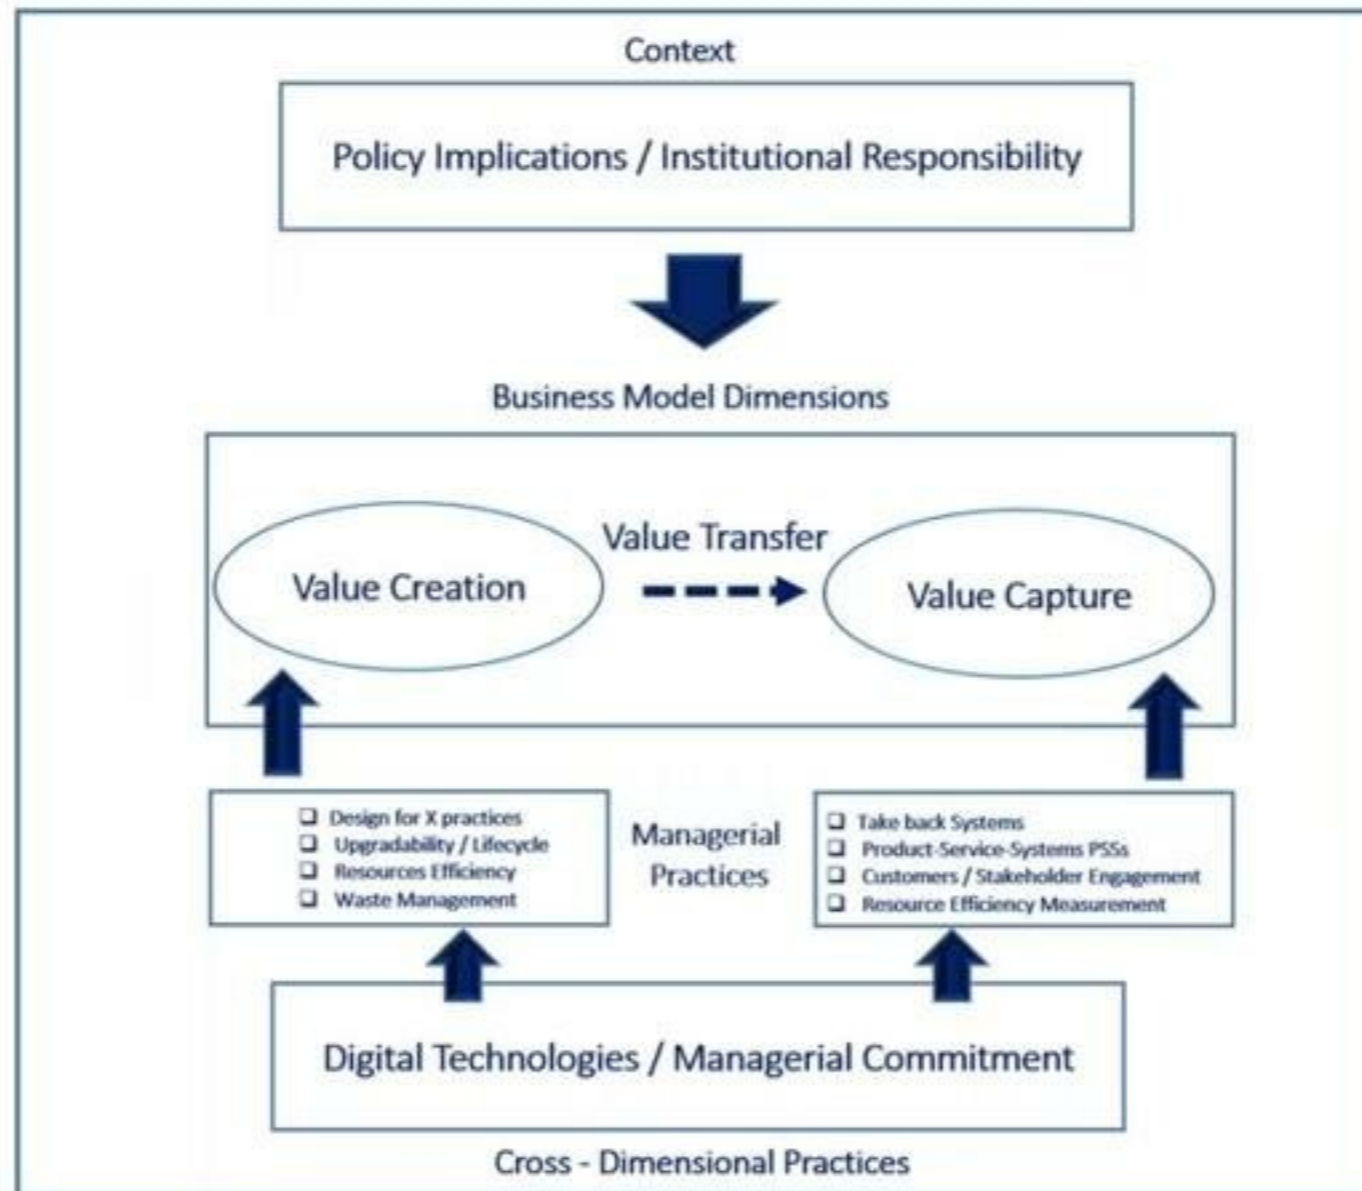 Context
Policy Implications / Institutional Responsibility
Business Model Dimensions
Value Transfer
Value Creation
Value Capture
❑ Design for X practices
❑ Upgradability / Lifecycle
❑ Resources Efficiency
❑ Waste Management
Managerial
Practices
❑ Take back Systems
❑ Product-Service-Systems PSSs
❑ Customers / Stakeholder Engagement
❑ Resource Efficiency Measurement
Digital Technologies / Managerial Commitment
Cross - Dimensional Practices